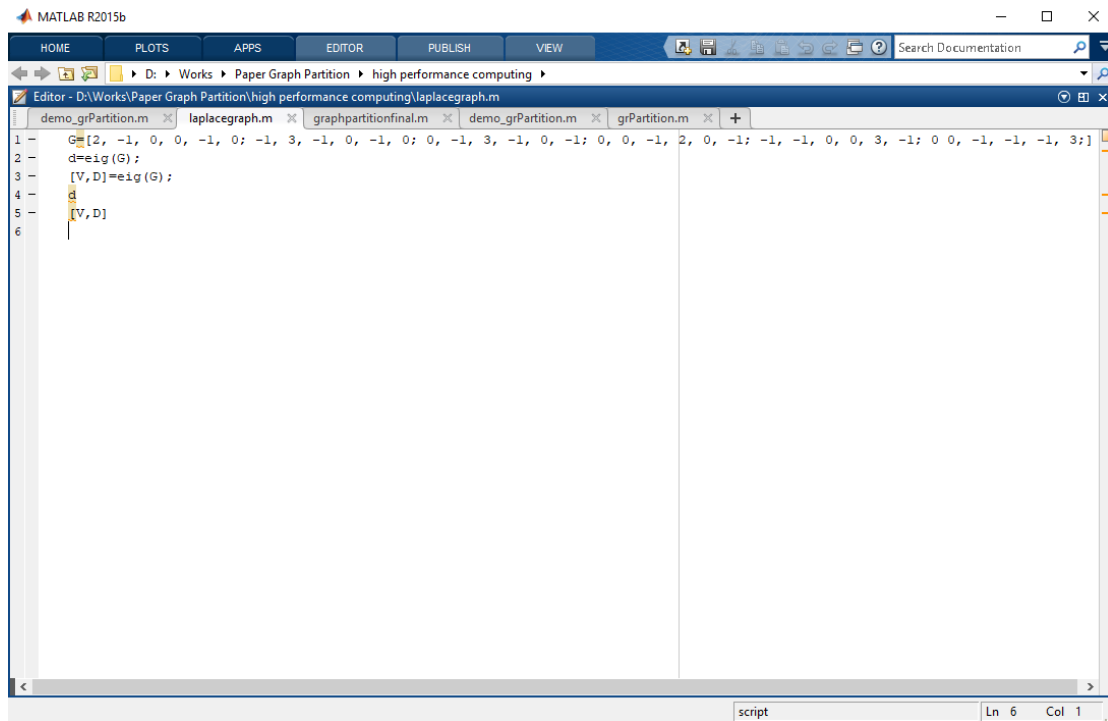 MATLAB R2015b
HOME PLOTS APPS EDITOR PUBLISH VIEW Search Documentation
D: Works Paper Graph Partition high performance computing
Editor - D:\Works\Paper Graph Partition\high performance computing\laplacegraph.m
demo_grPartition.m laplacegraph.m graphpartitionfinal.m demo_grPartition.m grPartition.m +
1 - G=[2, -1, 0, 0, -1, 0; -1, 3, -1, 0, -1, 0; 0, -1, 3, -1, 0, -1; 0, 0, -1, 2, 0, -1; -1, -1, 0, 0, 3, -1; 0 0, -1, -1, -1, 3;]
2 - d=eig(G);
3 - [V,D]=eig(G);
4 - d
5 - [V,D]
6
script Ln 6 Col 1